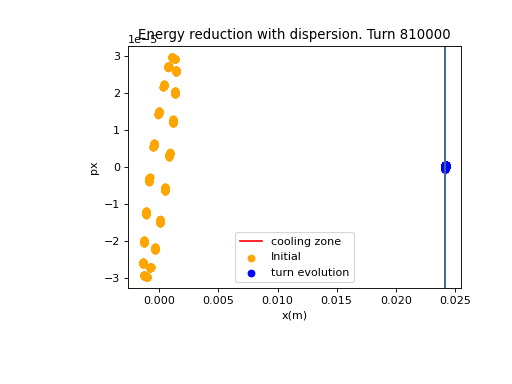 Energy reduction with dispersion. Turn 810000
1e−5
3
2
1
0
−1
−2
−3
px
cooling zone
Initial
turn evolution
0.000 0.005 0.010 0.015 0.020 0.025
x(m)